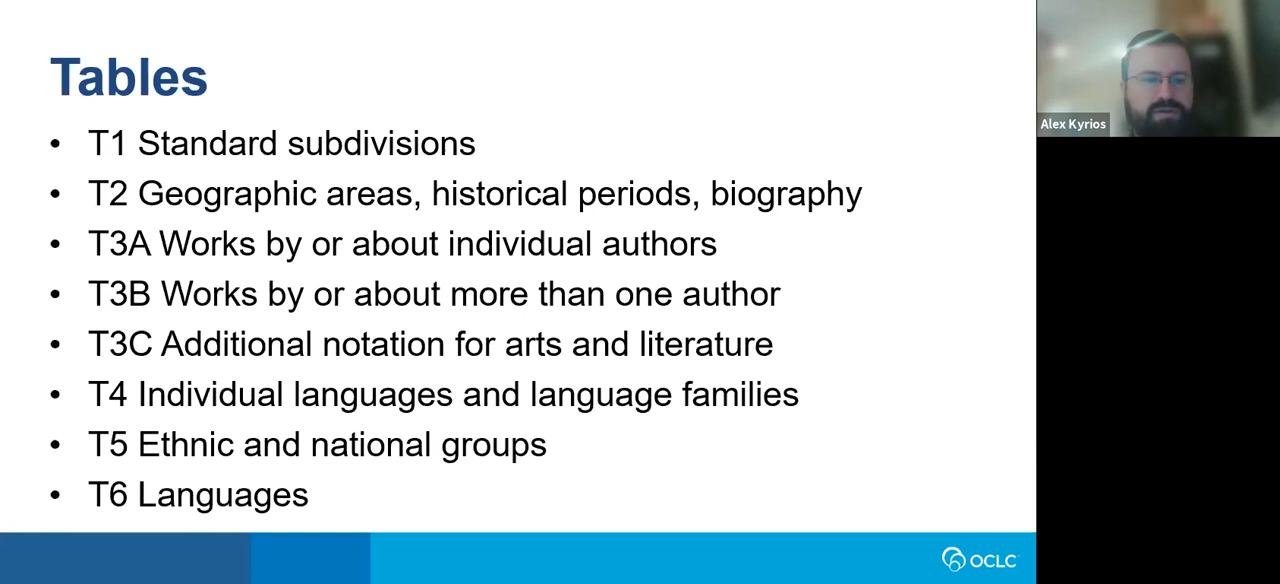 Tables
• T1 Standard subdivisions
• T2 Geographic areas, historical periods, biography
• T3A Works by or about individual authors
• T3B Works by or about more than one author
• T3C Additional notation for arts and literature
• T4 Individual languages and language families
• T5 Ethnic and national groups
• T6 Languages
OCLC
Alex Kyrios